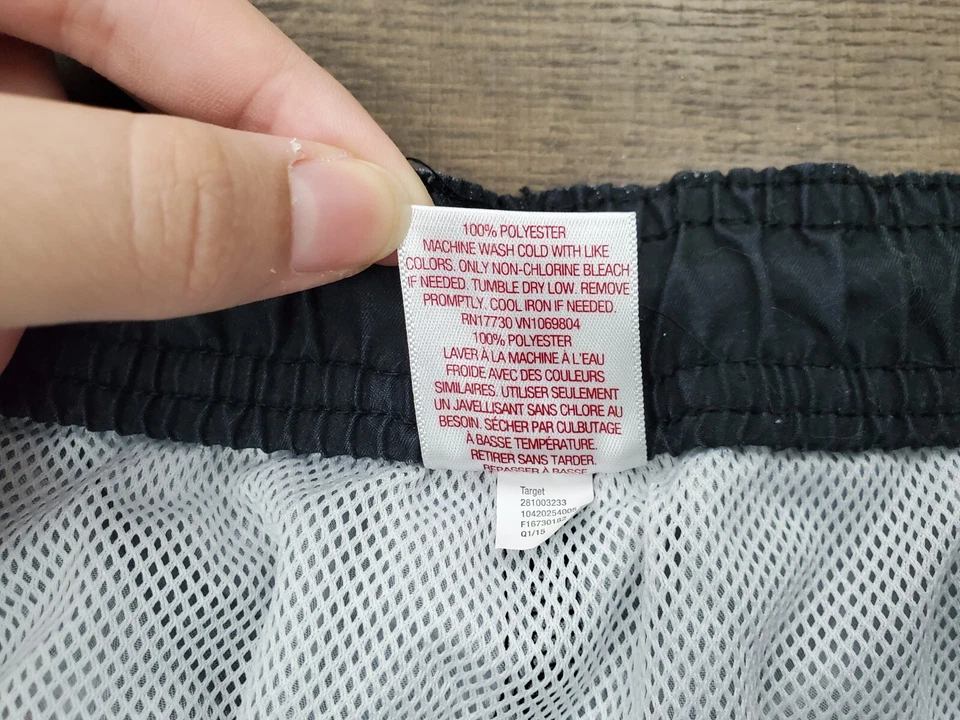 100% POLYESTER
MACHINE WASH COLD WITH LIKE
COLORS. ONLY NON-CHLORINE BLEACH
IF NEEDED. TUMBLE DRY LOW. REMOVE
PROMPTLY. COOL IRON IF NEEDED.
RN17730 VN1069804
100% POLYESTER
LAVER À LA MACHINE À L'EAU
FROIDE AVEC DES COULEURS
SIMILAIRES. UTILISER SEULEMENT
UN JAVELLISANT SANS CHLORE AU
BESOIN. SÉCHER PAR CULBUTAGE
À BASSE TEMPÉRATURE.
RETIRER SANS TARDER.
REPASSER À BASSE
Target
281003233
Q1/15